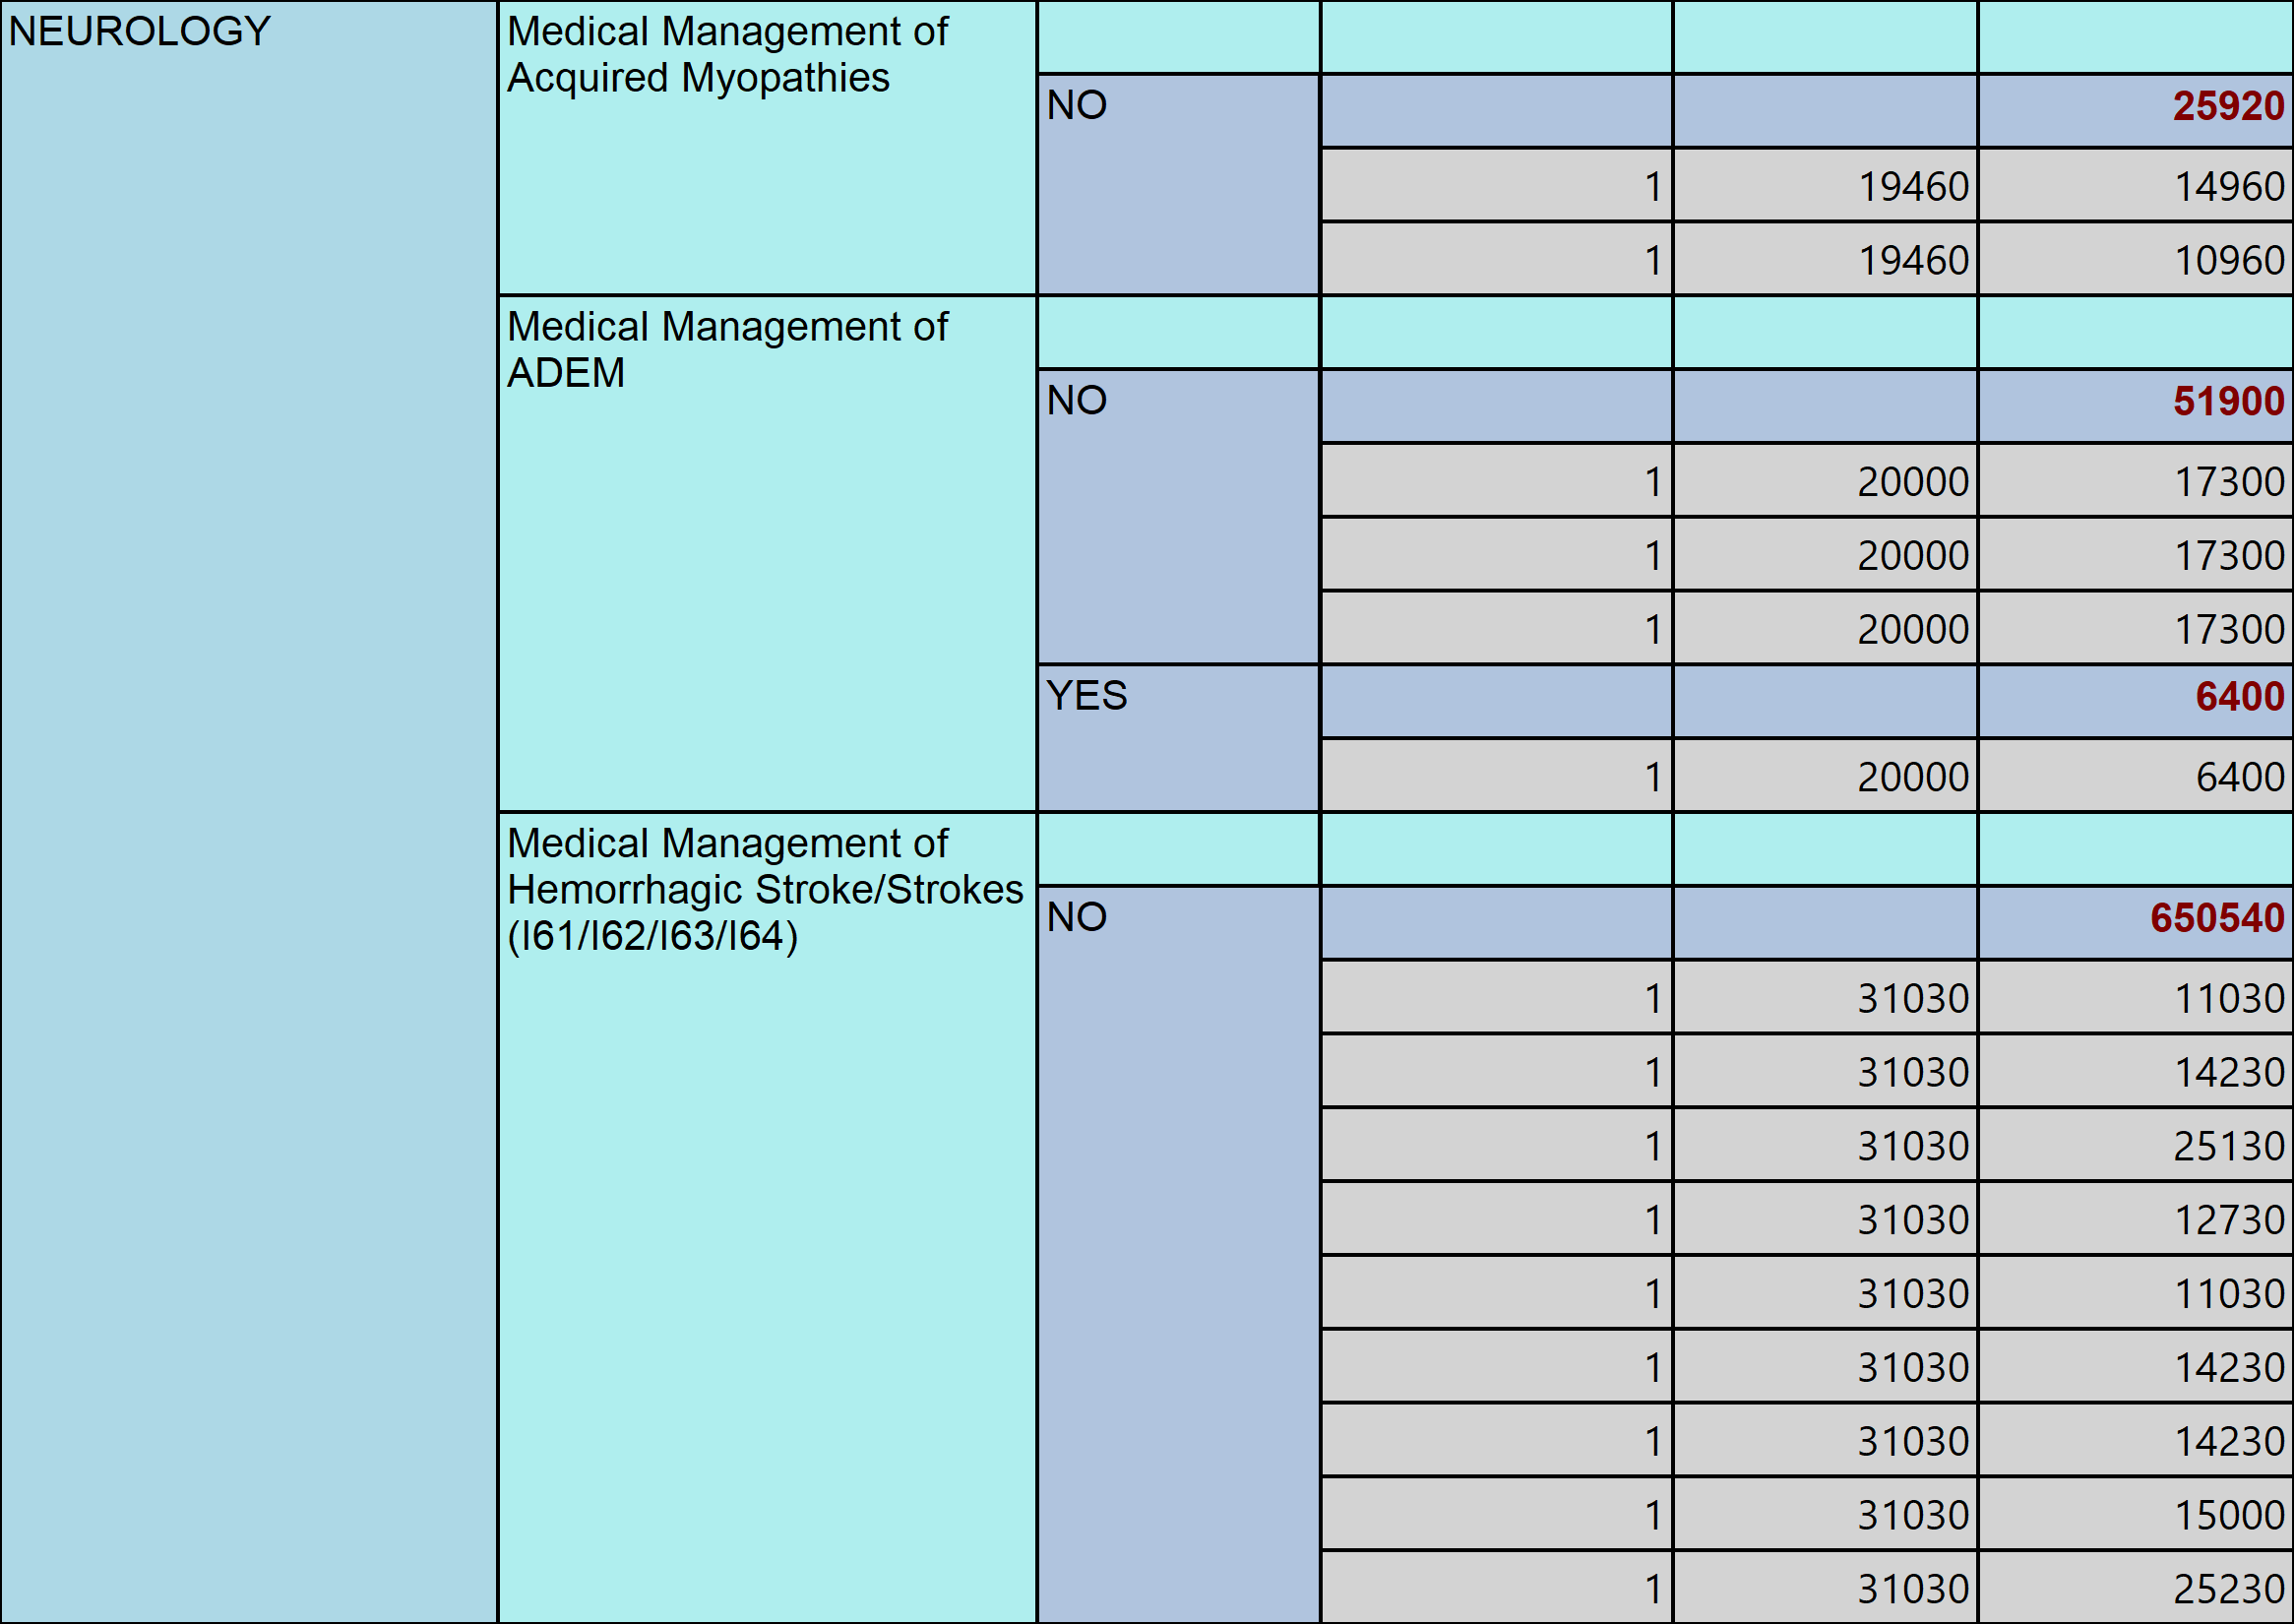 NEUROLOGY
Medical Management of
Acquired Myopathies
NO
25920
1 19460 14960
1 19460 10960
Medical Management of
ADEM
NO
51900
1 20000 17300
1 20000 17300
1 20000 17300
YES
6400
1 20000 6400
Medical Management of
Hemorrhagic Stroke/Strokes
(I61/I62/I63/I64)
NO
650540
1 31030 11030
1 31030 14230
1 31030 25130
1 31030 12730
1 31030 11030
1 31030 14230
1 31030 14230
1 31030 15000
1 31030 25230